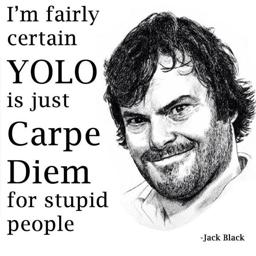 I'm fairly
certain
YOLO
is just
Carpe
Diem
for stupid
people
-Jack Black